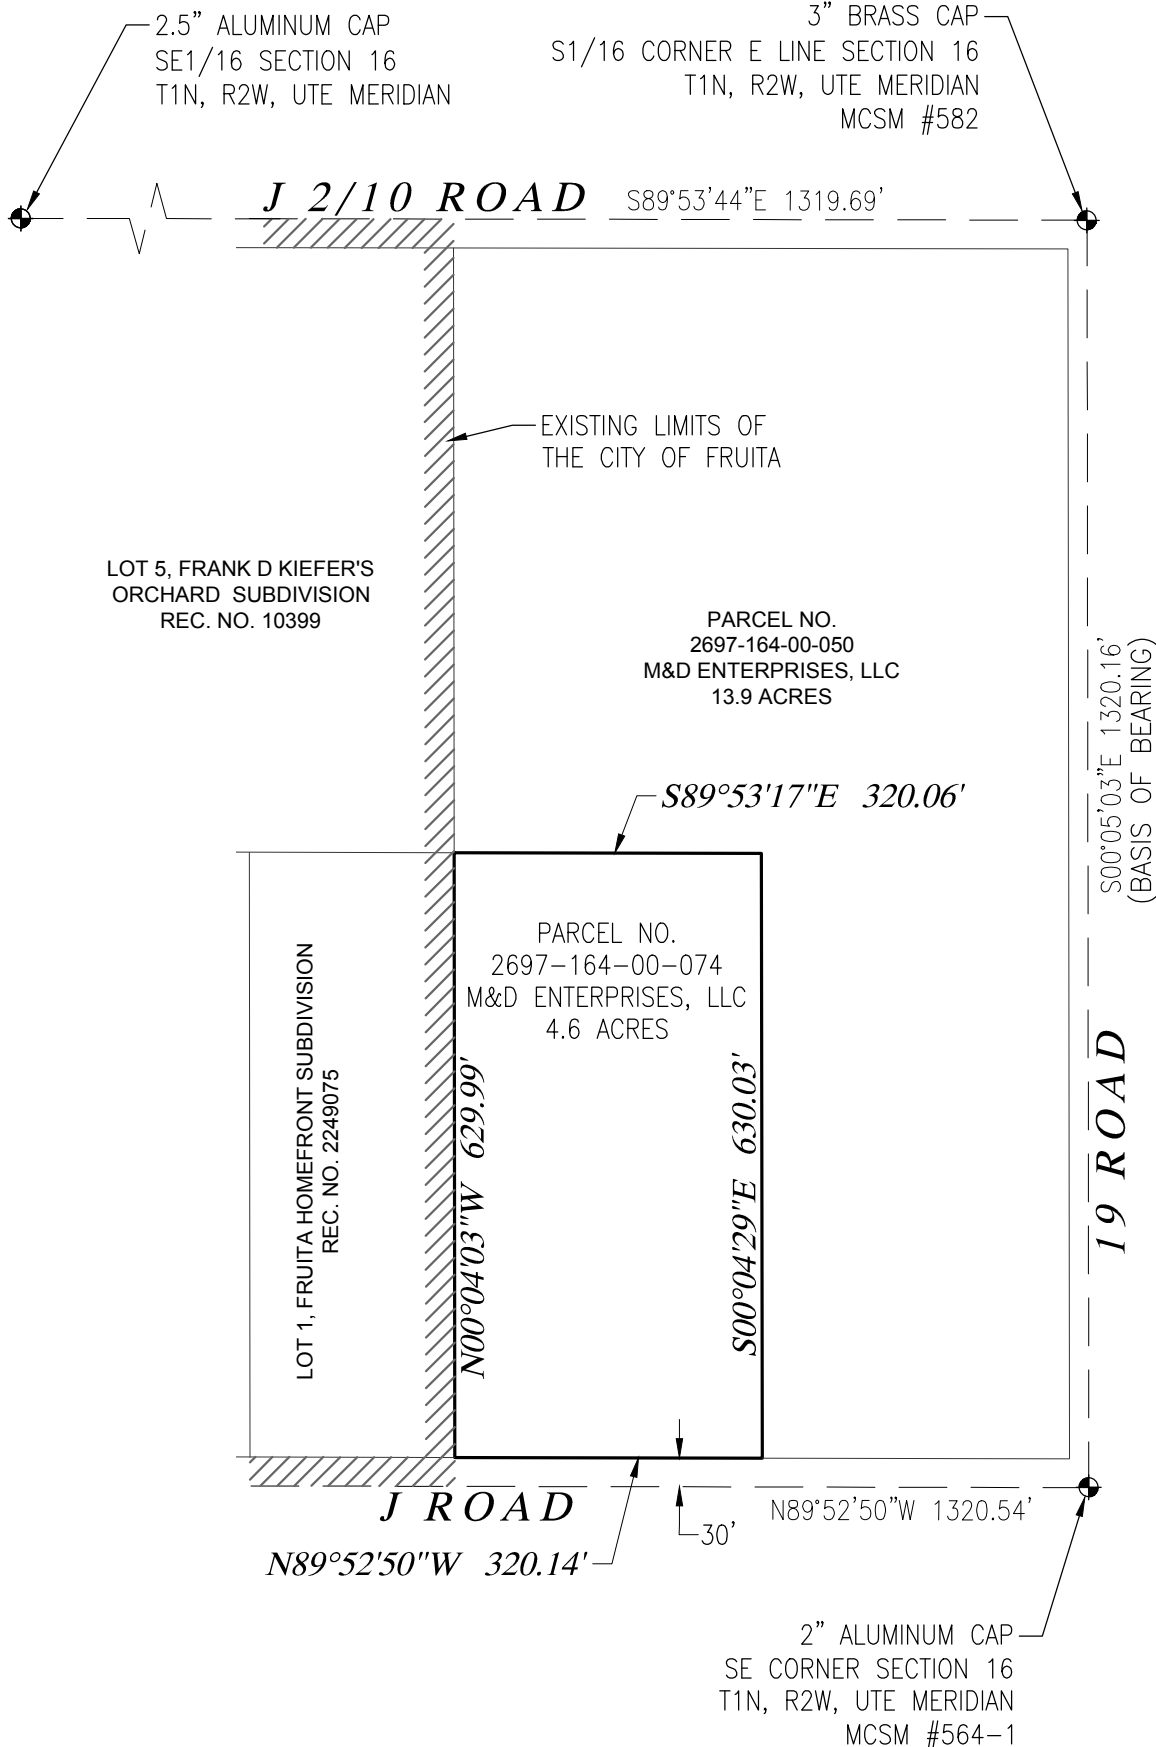 2.5” ALUMINUM CAP
SE1/16 SECTION 16
T1N, R2W, UTE MERIDIAN
3” BRASS CAP
S1/16 CORNER E LINE SECTION 16
T1N, R2W, UTE MERIDIAN
MCSM #582
J 2/10 ROAD
S89°53’44”E 1319.69’
EXISTING LIMITS OF
THE CITY OF FRUITA
LOT 5, FRANK D KIEFER'S
ORCHARD SUBDIVISION
REC. NO. 10399
PARCEL NO.
2697-164-00-050
M&D ENTERPRISES, LLC
13.9 ACRES
S00°05’03”E 1320.16’
(BASIS OF BEARING)
S89°53'17"E 320.06'
PARCEL NO.
2697-164-00-074
M&D ENTERPRISES, LLC
4.6 ACRES
LOT 1, FRUITA HOMEFRONT SUBDIVISION
REC. NO. 2249075
N00°04'03"W 629.99'
S00°04'29"E 630.03'
19 ROAD
J ROAD
N89°52’50”W 1320.54’
30’
N89°52'50"W 320.14'
2” ALUMINUM CAP
SE CORNER SECTION 16
T1N, R2W, UTE MERIDIAN
MCSM #564-1